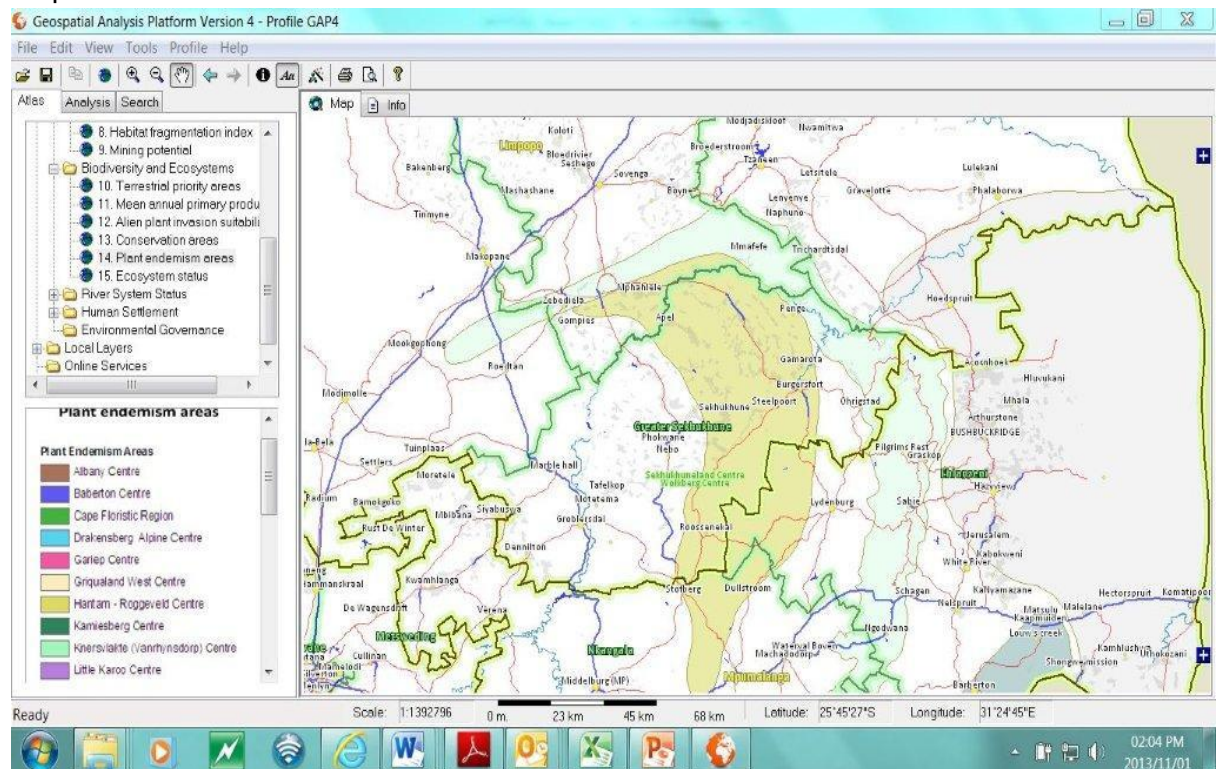 Geospatial Analysis Platform Version 4 - Profile GAP4
File Edit View Tools Profile Help
Atlas Analysis Search
Map Info
8. Habitat fragmentation index
9. Mining potential
Biodiversity and Ecosystems
10. Terrestrial priority areas
11. Mean annual primary produ
12. Alien plant invasion suitabili
13. Conservation areas
14. Plant endemism areas
15. Ecosystem status
River System Status
Human Settlement
Environmental Governance
Local Layers
Online Services
Plant endemism areas
Plant Endemism Areas
Albany Centre
Baberton Centre
Cape Floristic Region
Drakensberg Alpine Centre
Gariep Centre
Griqualand West Centre
Hantam - Roggeveld Centre
Kamiesberg Centre
Knersvlakte (Vanrhynsdorp) Centre
Little Karoo Centre
Koloti
Modjadjiskloof
Nwamitwa
Limpopo
Bloedrivier
Seshego
Broederstroom
Tzaneen
Bakenberg
Sovenga
Letsitele
Lulekani
Mashashane
Boyne
Gravelotte
Phalaborwa
Lenyenye
Naphuno
Tinmyne
Mmafefe
Trichardtsdal
Makopane
Mphahlele
Hoedspruit
Zebediela
Apel
Penge
Gompies
Mookgophong
Roedtan
Gamarota
Acornhoek
Hluvukani
Burgersfort
Modimolle
Steelpoort
Ohrigstad
Mhala
Sekhukhune
Arthurstone
Greater Sekhukhune
BUSHBUCKRIDGE
Phokwane
Nebo
Pilgrims Rest
Graskop
la-Bela
Tuinplaas
Settlers
Marble hall
Moretele
Sekhukhuneland Centre
Wolkberg Centre
Ehlanzeni
Tafelkop
Hazyview
Radium
Motetema
Lydenburg
Sabie
Siyabuswa
Mbibana
Groblersdal
Rust De Winter
Roossenekal
Jerusalem
Dennilton
Kabokweni
White River
Hammanskraal
Kwamhlanga
Stofberg
Dullstroom
Schagen
Kanyamazane
Hectorspruit
Komatipoort
De Wagensdrift
Verena
Nelspruit
Matsulu
Malelane
Kaapmuiden
Metsweding
Ngodwana
Louw's creek
Cullinan
Nkangala
Waterval Boven
Machadodorp
Shongwe mission
Mamelodi
Middelburg(MP)
Mpumalanga
Barberton
Ready
Scale: 1:1392796
0 m.
23 km
45 km
68 km
Latitude: 25°45'27"S
Longitude: 31°24'45"E
02:04 PM
2013/11/01